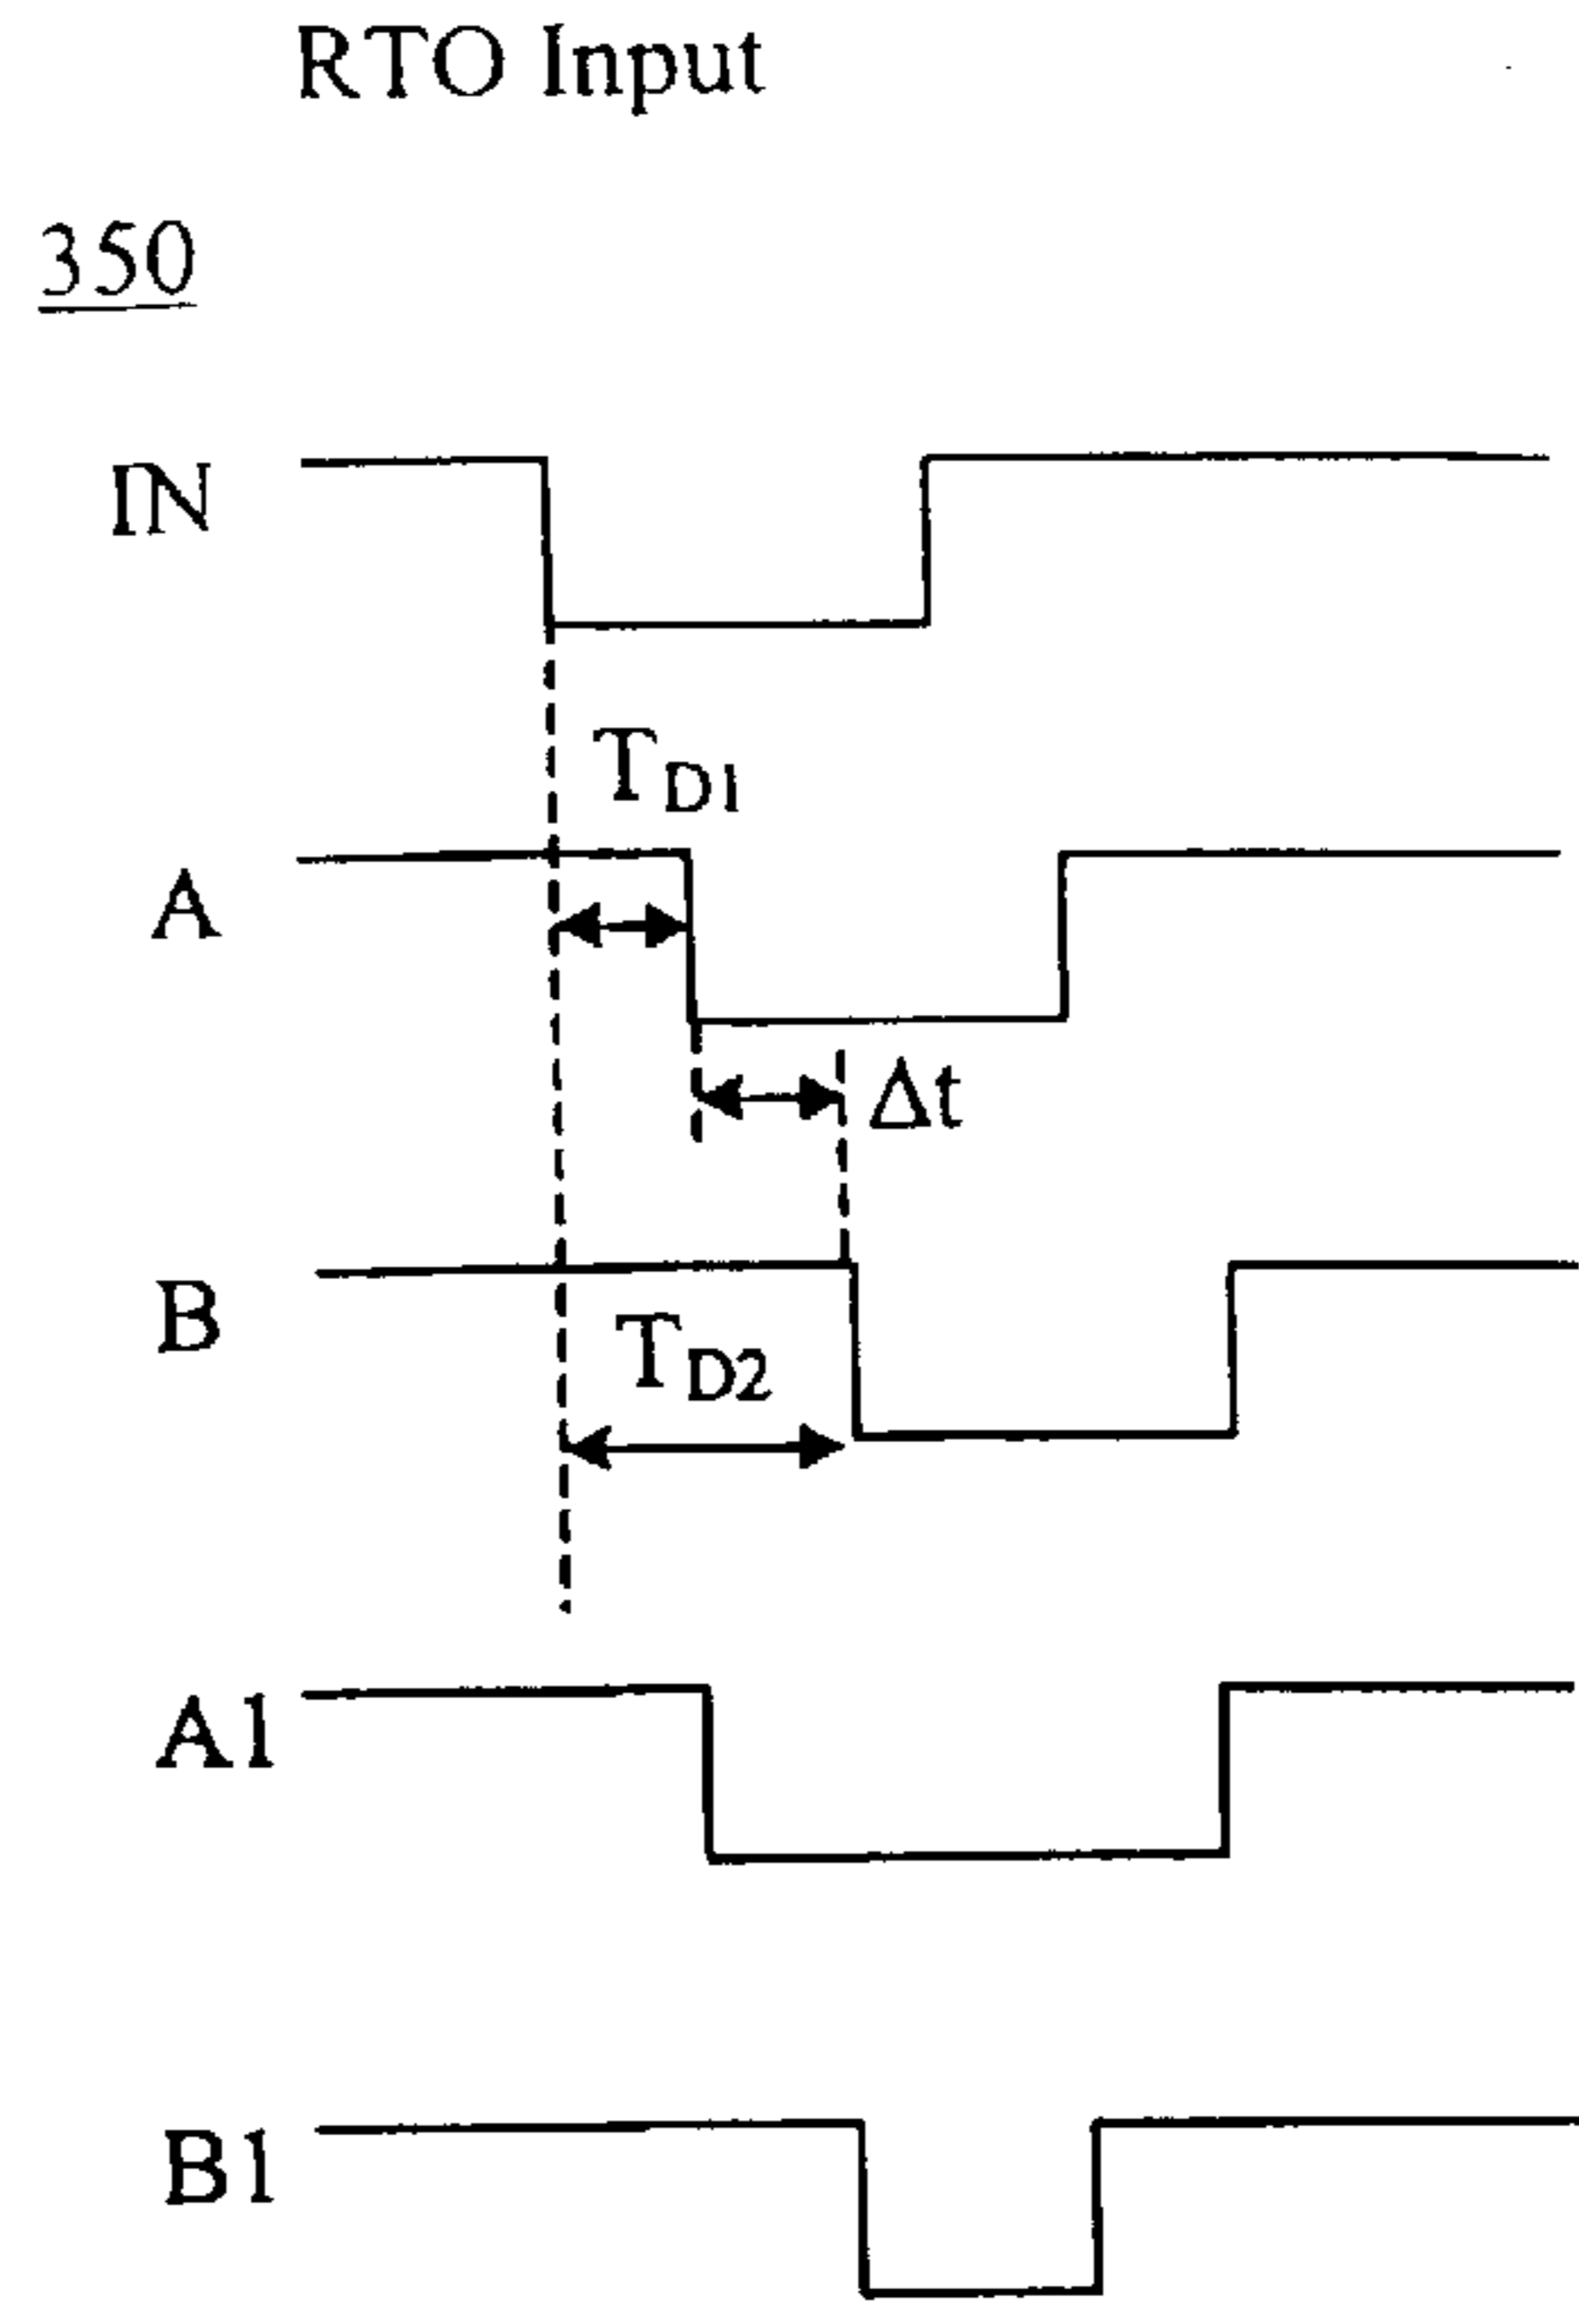 RTO Input
350
IN
T_D1
A
Δt
B
T_D2
A1
B1